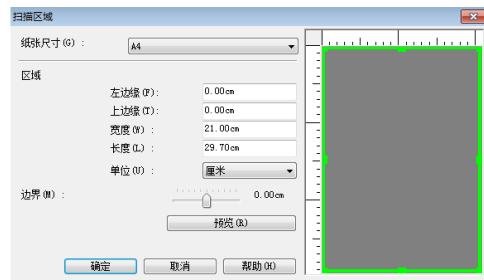 扫描区域
纸张尺寸(G) : A4
区域
左边缘(F): 0.00cm
上边缘(T): 0.00cm
宽度(W) : 21.00cm
长度(L) : 29.70cm
单位(U) : 厘米
边界(M) : 0.00cm
预览(R)
确定 取消 帮助(H)